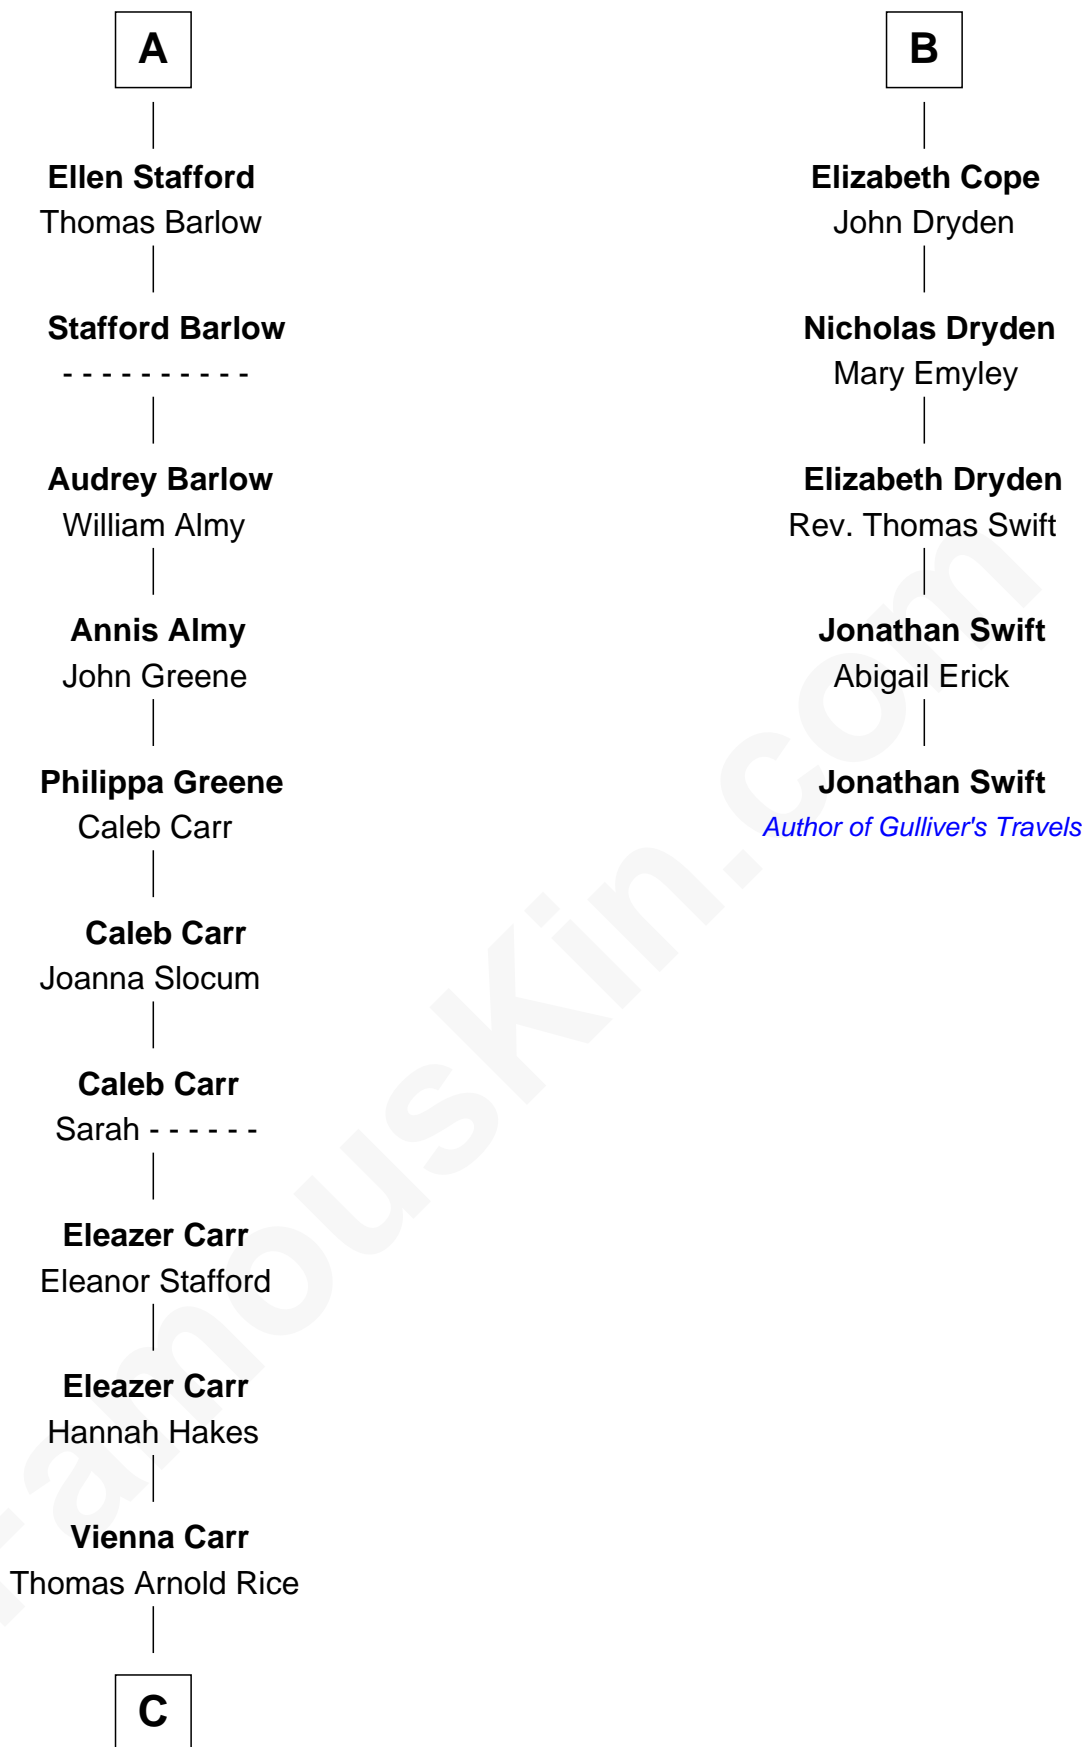 A
Ellen Stafford
Thomas Barlow
Stafford Barlow
- - - - - - - - - -
Audrey Barlow
William Almy
Annis Almy
John Greene
Philippa Greene
Caleb Carr
Caleb Carr
Joanna Slocum
Caleb Carr
Sarah - - - - - -
Eleazer Carr
Eleanor Stafford
Eleazer Carr
Hannah Hakes
Vienna Carr
Thomas Arnold Rice
C
B
Elizabeth Cope
John Dryden
Nicholas Dryden
Mary Emyley
Elizabeth Dryden
Rev. Thomas Swift
Jonathan Swift
Abigail Erick
Jonathan Swift
Author of Gulliver's Travels
FamousKin.com